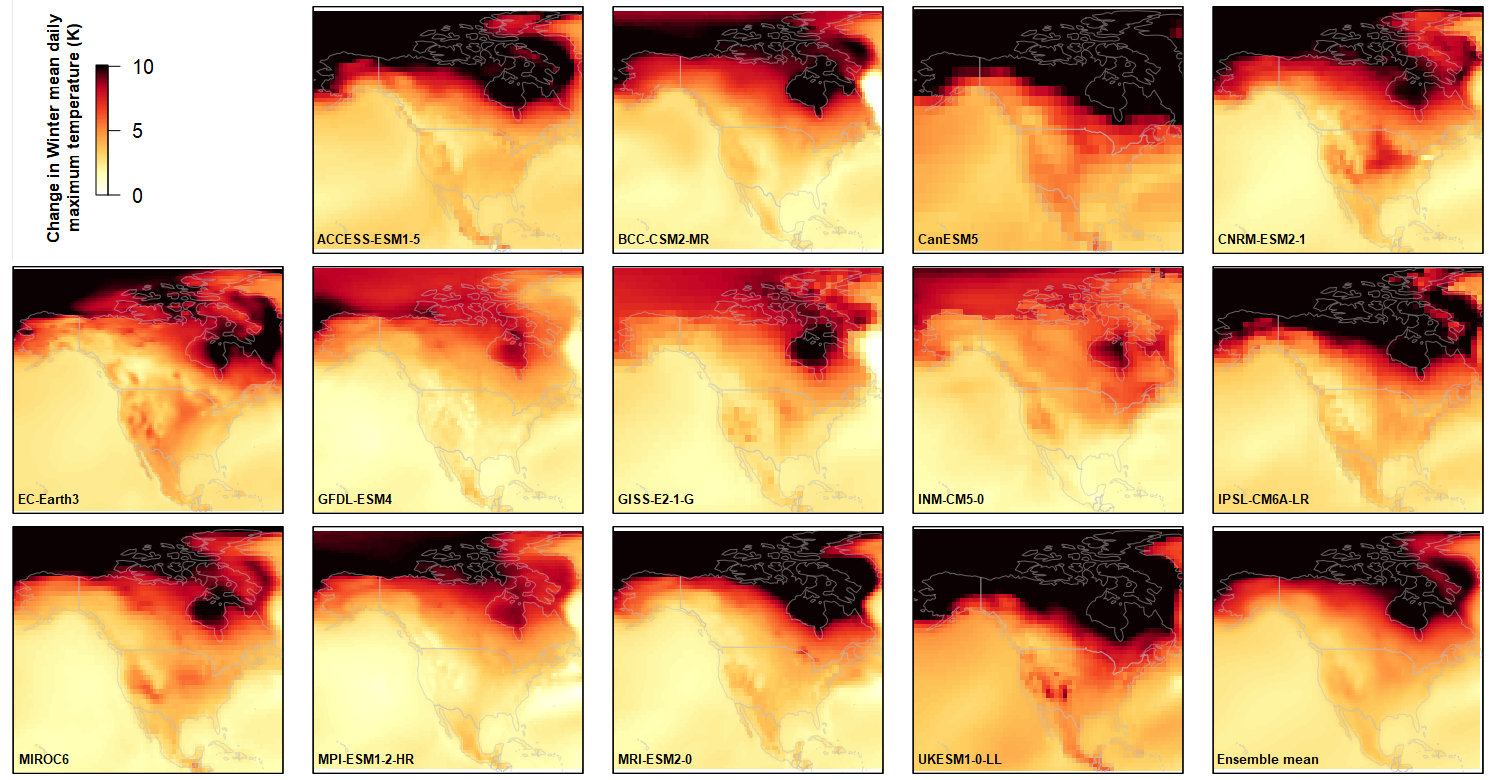 Change in Winter mean daily
maximum temperature (K)
10
5
0
ACCESS-ESM1-5
BCC-CSM2-MR
CanESM5
CNRM-ESM2-1
EC-Earth3
GFDL-ESM4
GISS-E2-1-G
INM-CM5-0
IPSL-CM6A-LR
MIROC6
MPI-ESM1-2-HR
MRI-ESM2-0
UKESM1-0-LL
Ensemble mean